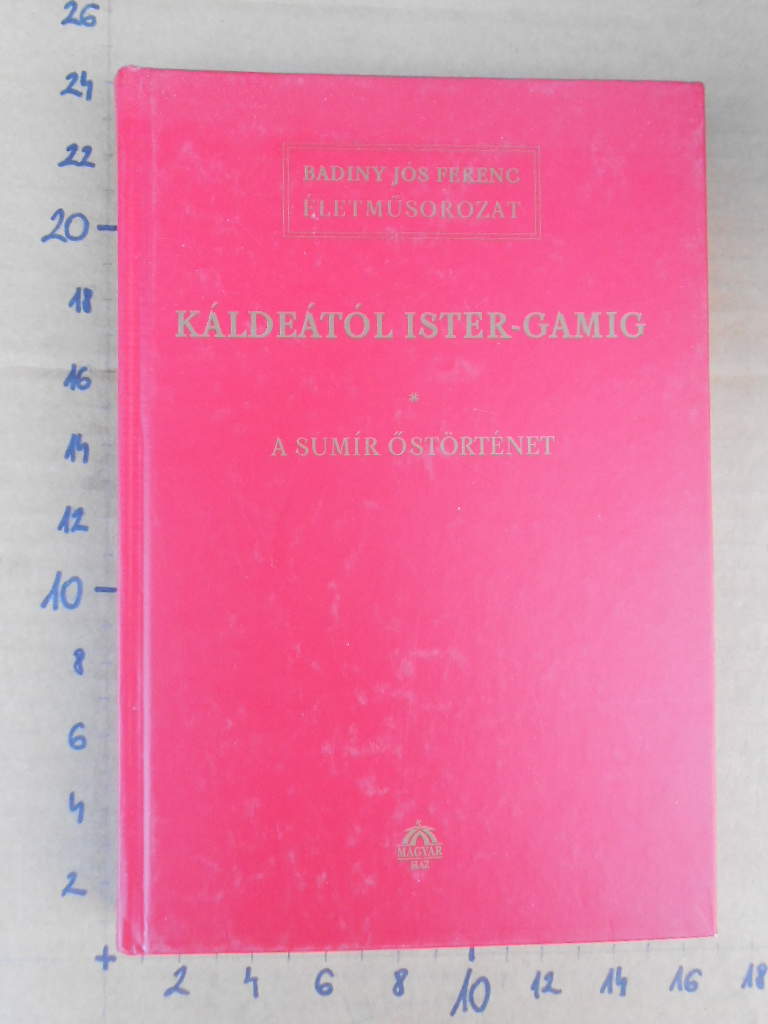 BADINY JÓS FERENC
ÉLETMŰSOROZAT
KÁLDEÁTÓL ISTER-GAMIG
*
A SUMÍR ŐSTÖRTÉNET
MAGYAR
HÁZ
26
24
22
20
18
16
14
12
10
8
6
4
2
+
2 4 6 8 10 12 14 16 18